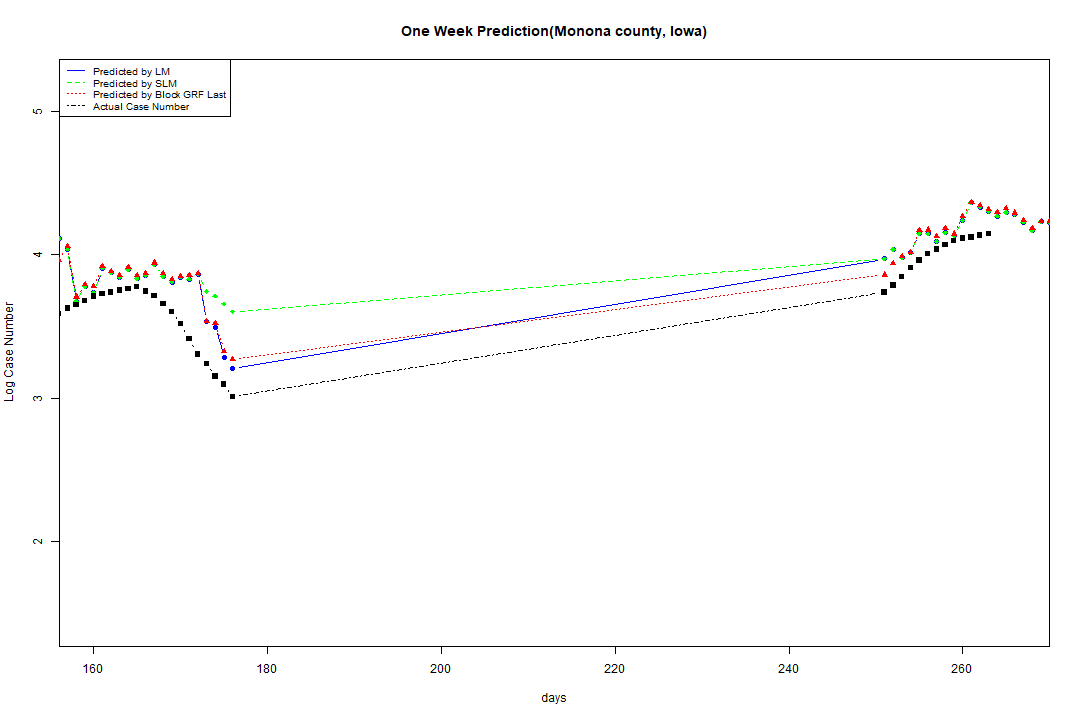 One Week Prediction(Monona county, Iowa)
Predicted by LM
Predicted by SLM
Predicted by Block GRF Last
Actual Case Number
5
4
3
2
Log Case Number
160 180 200 220 240 260
days